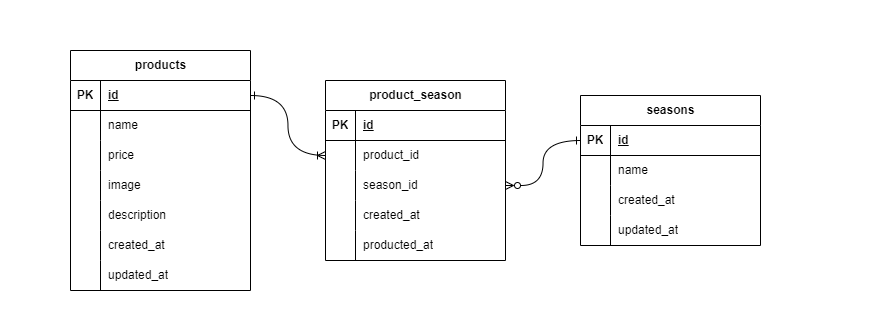 products
PK id
name
price
image
description
created_at
updated_at
product_season
PK id
product_id
season_id
created_at
producted_at
seasons
PK id
name
created_at
updated_at